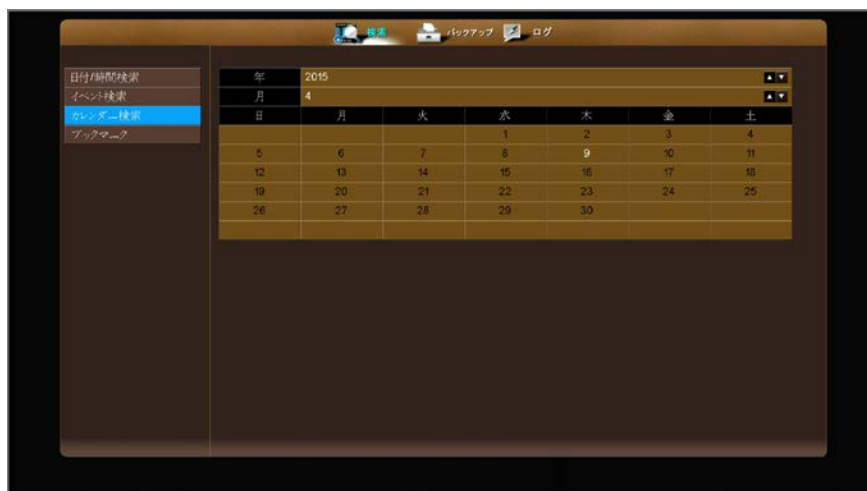 検索 バックアップ ログ
日付/時間検索
イベント検索
カレンダー検索
ブックマーク
年 2015
月 4
日 月 火 水 木 金 土
1 2 3 4
5 6 7 8 9 10 11
12 13 14 15 16 17 18
19 20 21 22 23 24 25
26 27 28 29 30